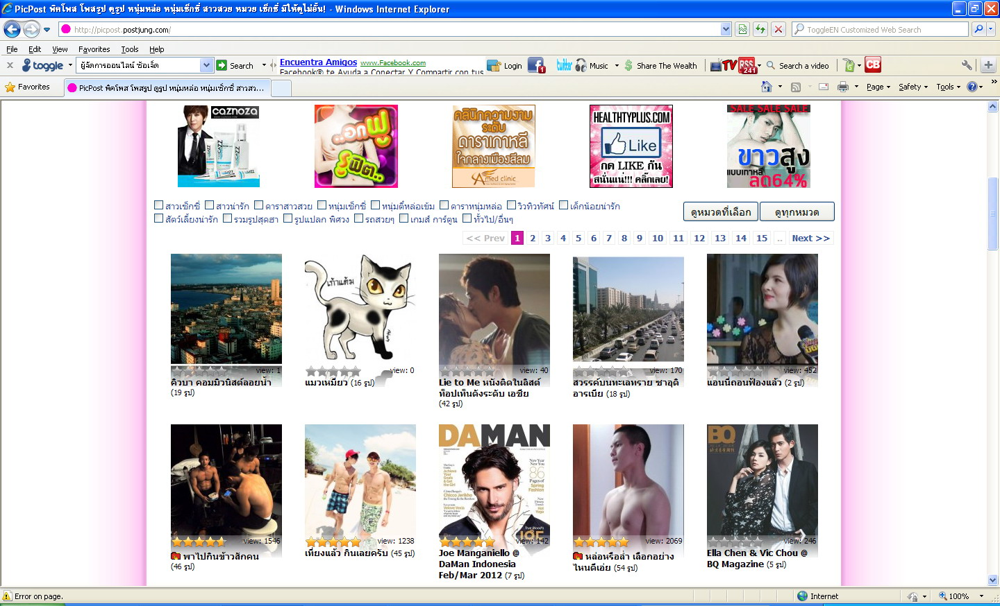 PicPost พิคโพส โพสรูป ดูรูป หนุ่มหล่อ หนุ่มเซ็กซี่ สาวสวย หมวย เซ็กซี่ มีให้ดูไม่อั้น! - Windows Internet Explorer
http://picpost.postjung.com/
ToggleEN Customized Web Search
File Edit View Favorites Tools Help
toggle ผู้จัดการออนไลน์ ซ้อเจ็ด Search
Encuentra Amigos www.Facebook.com
Facebook® te Ayuda a Conectar Y Compartir con tus
Login 1 twitter Music Share The Wealth TV RSS 241 Search a video CB
Favorites PicPost พิคโพส โพสรูป ดูรูป หนุ่มหล่อ หนุ่มเซ็กซี่ สาวสว... Page Safety Tools
caznoza
..อกฟู
รูฟิต..
คลินิกความงาม
ระดับ
ดาราเกาหลี
ใจกลางเมืองสีลม
Amed clinic
HEALTHTYPLUS.COM
Like
กด LIKE กัน
สนั่นแน่!!! คลิ๊กเลย!
SALE SALE SALE
ขาวสูง
แบบเกาหลี
ลด64%
สาวเซ็กซี่ สาวน่ารัก ดาราสาวสวย หนุ่มเซ็กซี่ หนุ่มตี๋หล่อเข้ม ดาราหนุ่มหล่อ วิวทิวทัศน์ เด็กน้อยน่ารัก
สัตว์เลี้ยงน่ารัก รวมรูปสุดฮา รูปแปลก พิศวง รถสวยๆ เกมส์ การ์ตูน ทั่วไป/อื่นๆ
ดูหมวดที่เลือก ดูทุกหมวด
<< Prev 1 2 3 4 5 6 7 8 9 10 11 12 13 14 15 .. Next >>
เก้าแต้ม
view: 1
คิวบา คอมมิวนิสต์ลอยน้ำ
(19 รูป)
view: 0
แมวเหมียว (16 รูป)
view: 40
Lie to Me หนังติดในลิสต์
ท็อปเท็นดังระดับ เอเชีย
(42 รูป)
view: 170
สวรรค์บนทะเลทราย ซาอุดิ
อารเบีย (18 รูป)
view: 452
แอนนี่ถอนฟ้องแล้ว (2 รูป)
view: 1546
พาไปกินข้าวสักคน
(46 รูป)
view: 1238
เที่ยงแล้ว กินเลยครับ (45 รูป)
DAMAN
Achieve Your Goals & Get the Girl
Chicco Jerikho
New Year
New You
86
Pages of
Spring
Fashion
Hot Yoga
True Blood's
JOE
view: 142
Joe Manganiello @
DaMan Indonesia
Feb/Mar 2012 (7 รูป)
view: 2069
หล่อหรือล่ำ เลือกอย่าง
ไหนดีเอ่ย (54 รูป)
BQ
view: 246
Ella Chen & Vic Chou @
BQ Magazine (5 รูป)
Error on page. Internet 100%